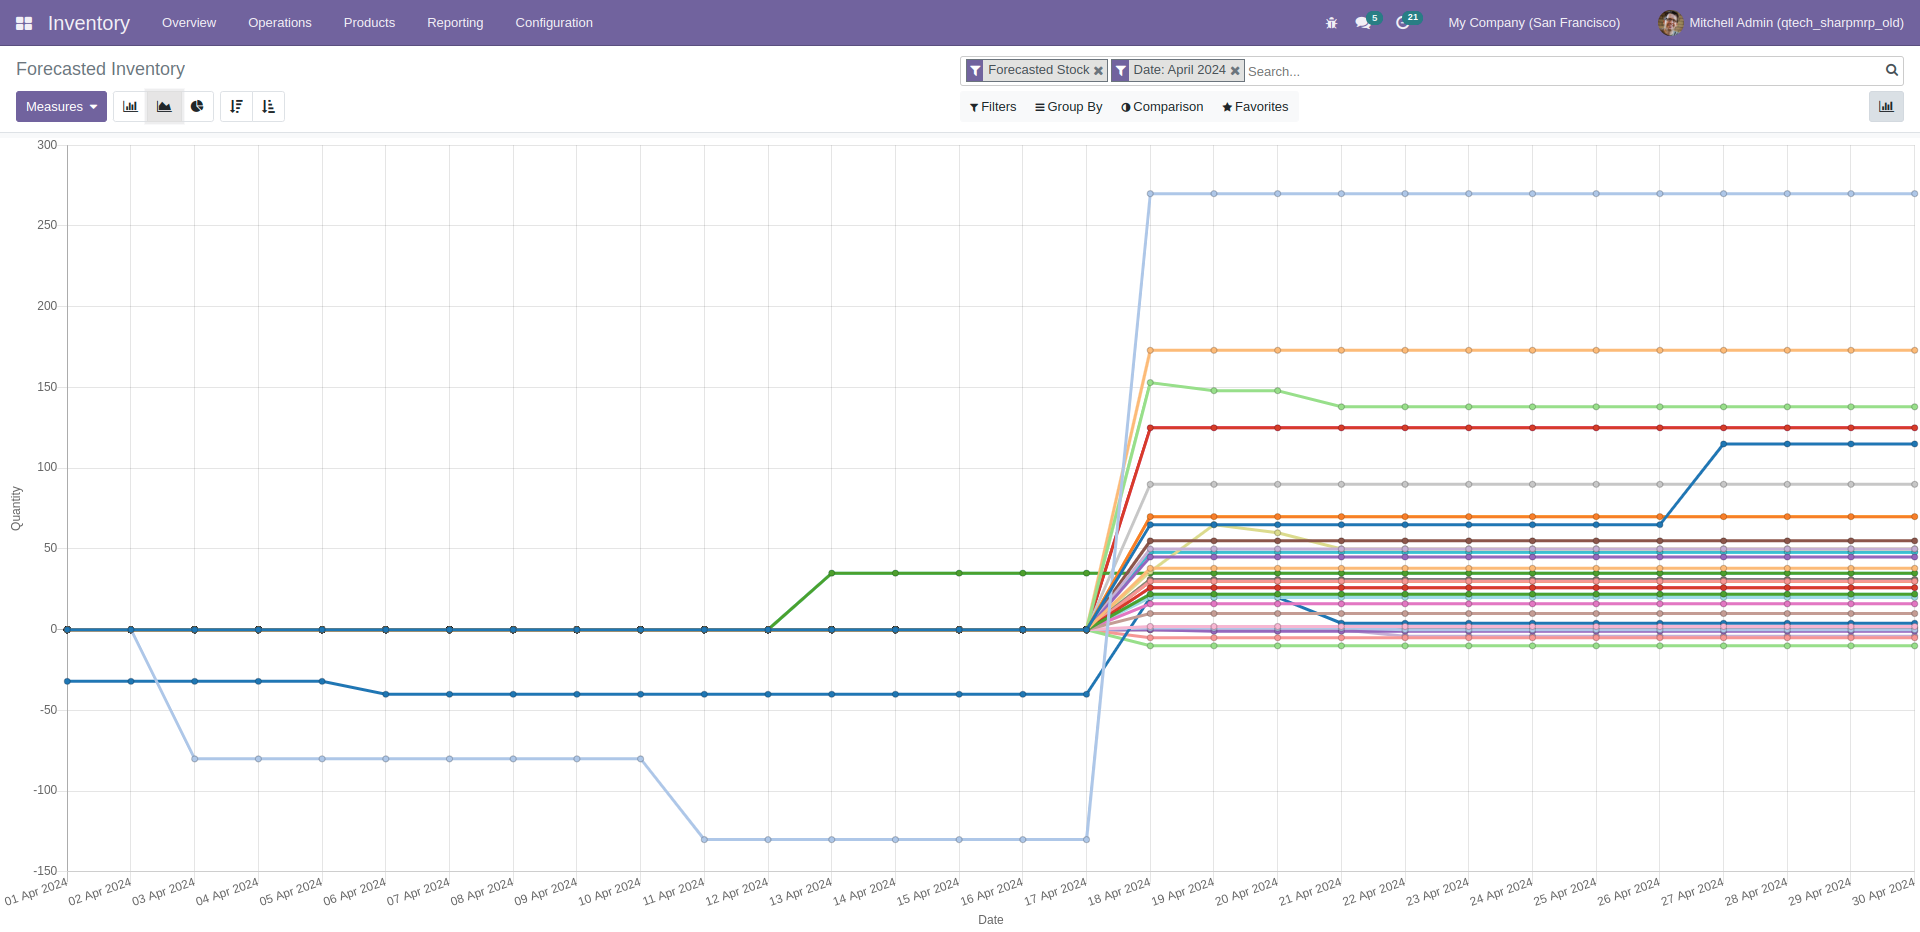 Inventory Overview Operations Products Reporting Configuration 5 21 My Company (San Francisco) Mitchell Admin (qtech_sharpmrp_old)
Forecasted Inventory
Forecasted Stock Date: April 2024 Search...
Measures
Filters Group By Comparison Favorites
300
250
200
150
100
50
0
-50
-100
-150
Quantity
01 Apr 2024 02 Apr 2024 03 Apr 2024 04 Apr 2024 05 Apr 2024 06 Apr 2024 07 Apr 2024 08 Apr 2024 09 Apr 2024 10 Apr 2024 11 Apr 2024 12 Apr 2024 13 Apr 2024 14 Apr 2024 15 Apr 2024 16 Apr 2024 17 Apr 2024 18 Apr 2024 19 Apr 2024 20 Apr 2024 21 Apr 2024 22 Apr 2024 23 Apr 2024 24 Apr 2024 25 Apr 2024 26 Apr 2024 27 Apr 2024 28 Apr 2024 29 Apr 2024 30 Apr 2024
Date